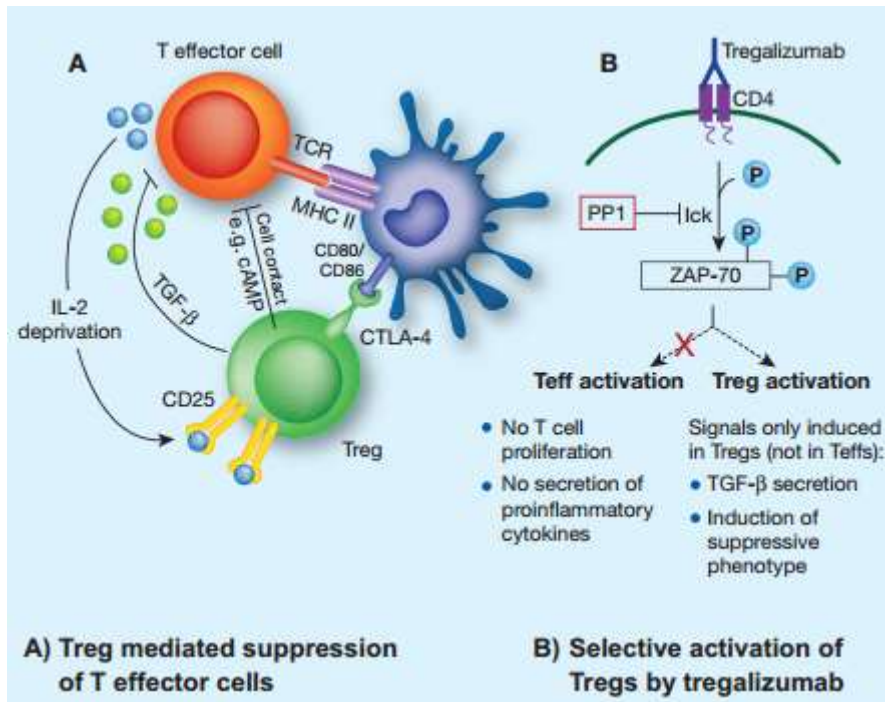 A
T effector cell
TCR
MHC II
CD80/
CD86
Cell contact
e.g. cAMP
TGF-β
IL-2
deprivation
CTLA-4
CD25
Treg
B
Tregalizumab
CD4
P
PP1
lck
P
ZAP-70
P
X
Teff activation
Treg activation
• No T cell
proliferation
• No secretion of
proinflammatory
cytokines
Signals only induced
in Tregs (not in Teffs):
• TGF-β secretion
• Induction of
suppressive
phenotype
A) Treg mediated suppression
of T effector cells
B) Selective activation of
Tregs by tregalizumab